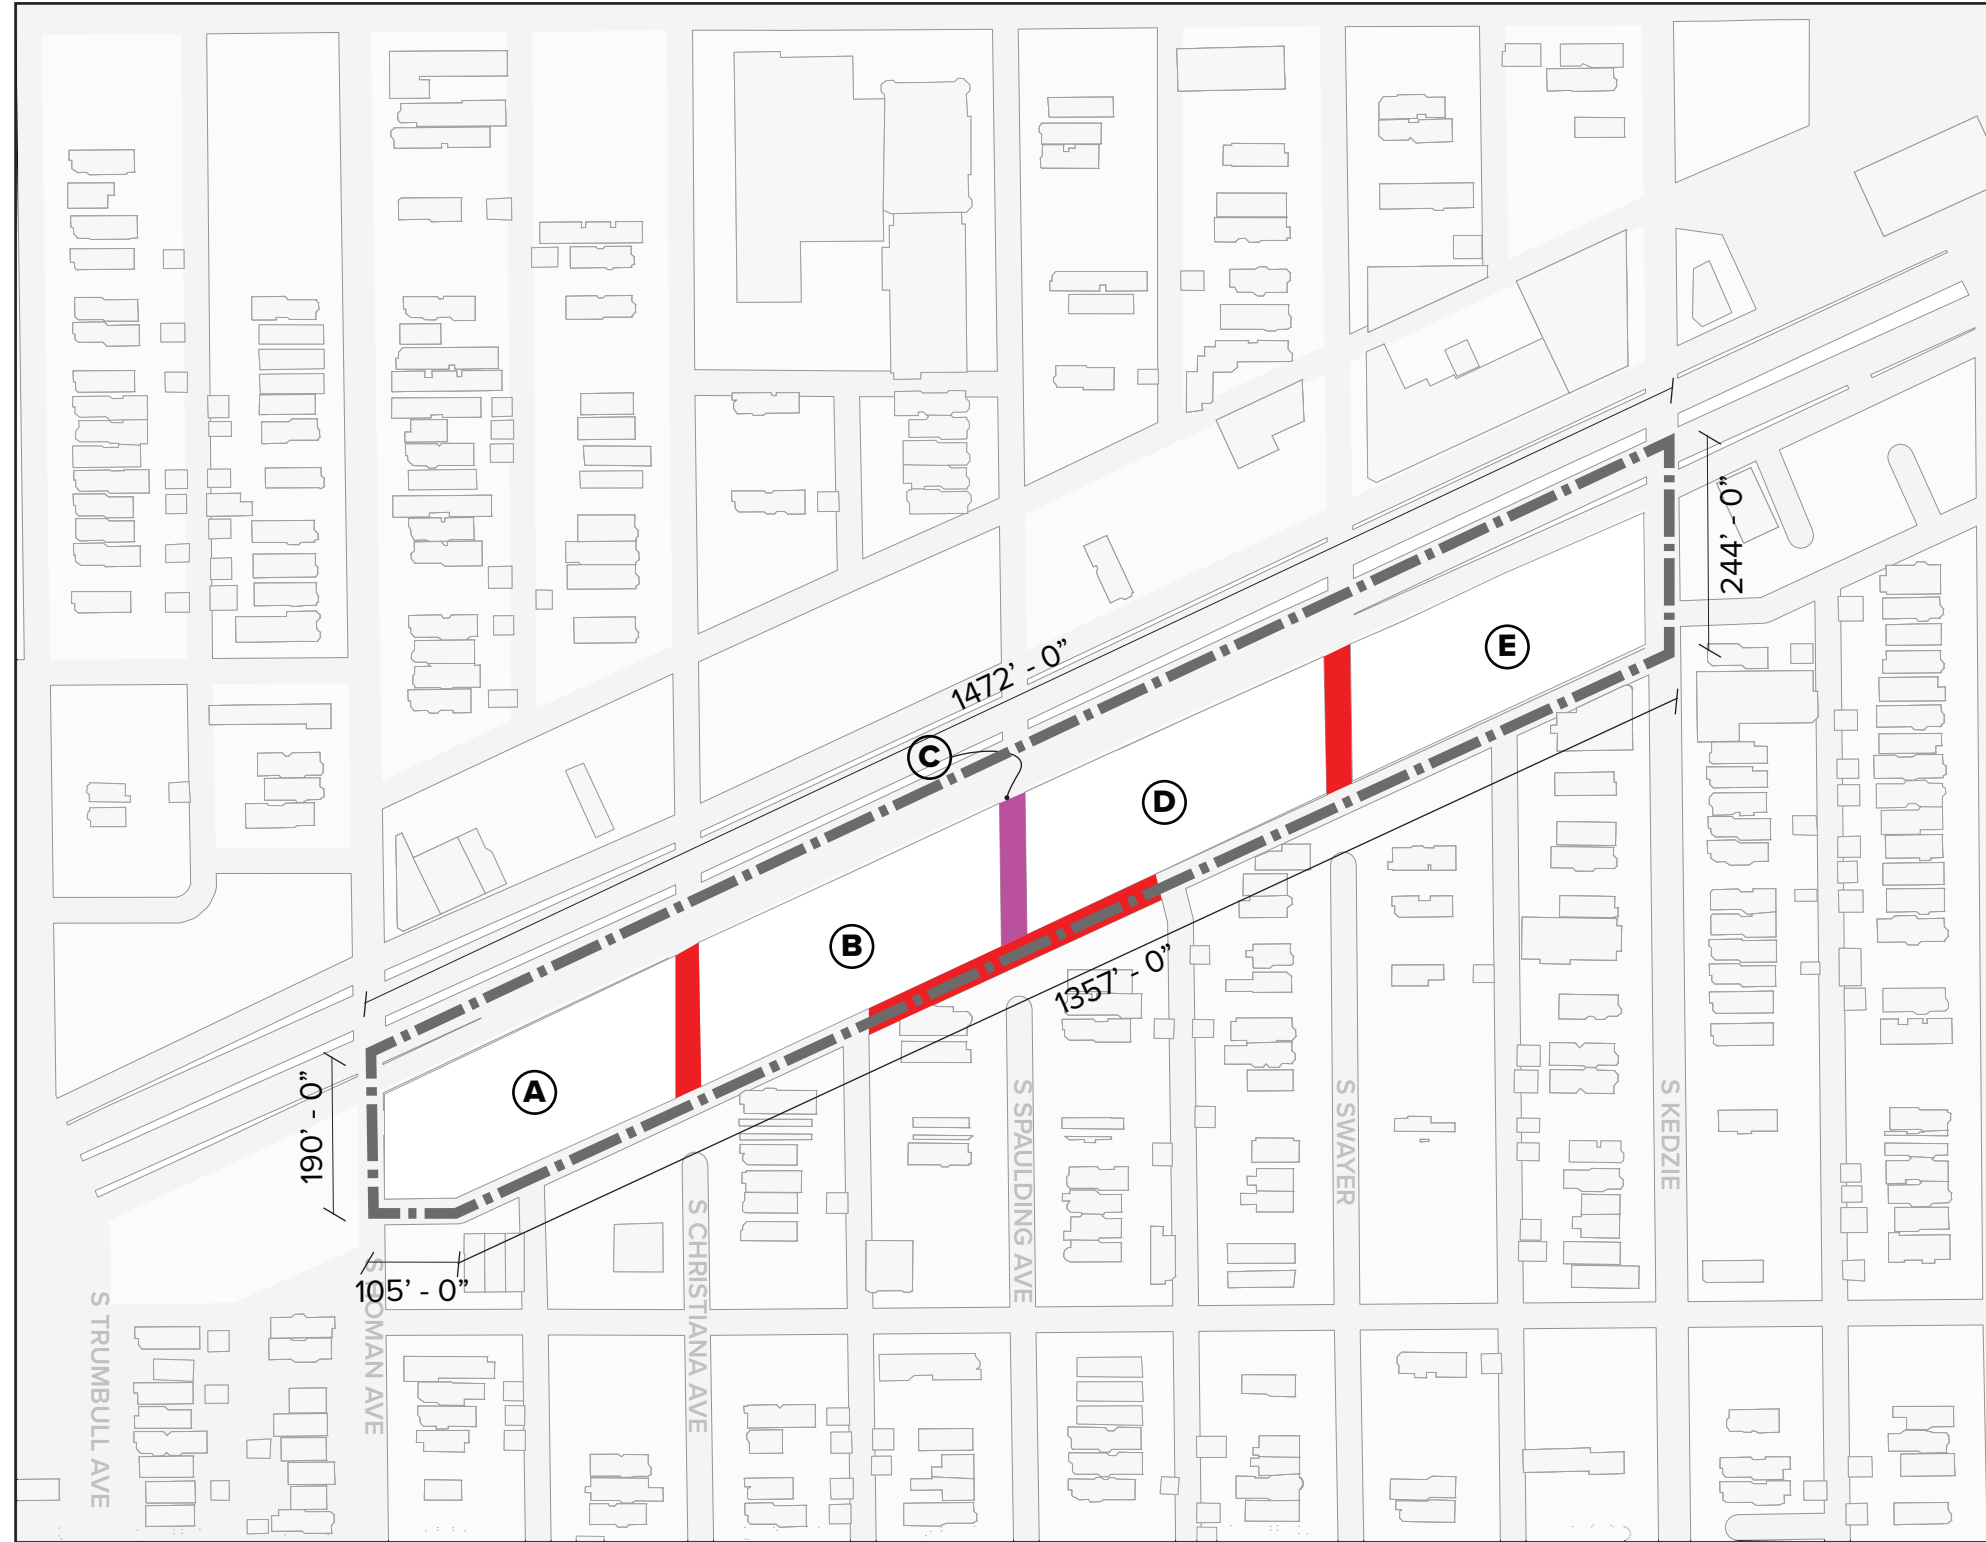 E
244' - 0”
1472' - 0”
C
D
B
1357' - 0”
A
190' - 0”
105' - 0”
S TRUMBULL AVE
S HOMAN AVE
S CHRISTIANA AVE
S SPAULDING AVE
S SWAYER
S KEDZIE